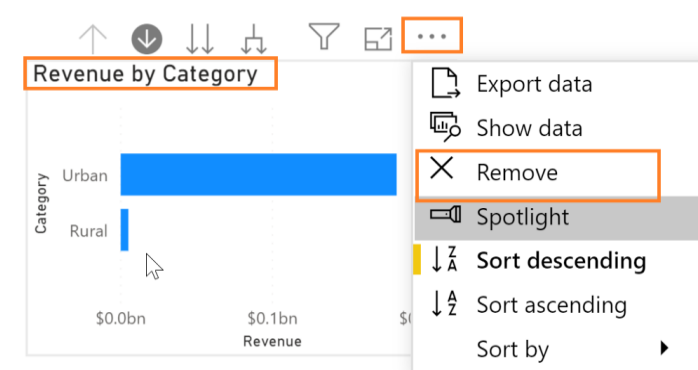 Revenue by Category
Category
Urban
Rural
$0.0bn
$0.1bn
Revenue
Export data
Show data
Remove
Spotlight
Sort descending
Sort ascending
Sort by